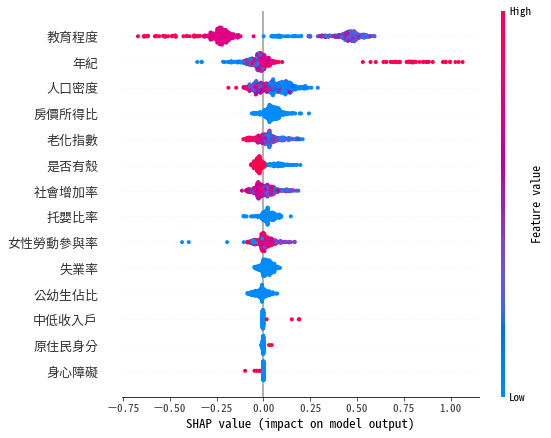 High
教育程度
年紀
人口密度
房價所得比
老化指數
是否有殼
社會增加率
托嬰比率
女性勞動參與率
失業率
公幼生佔比
中低收入戶
原住民身分
身心障礙
Feature value
Low
−0.75 −0.50 −0.25 0.00 0.25 0.50 0.75 1.00
SHAP value (impact on model output)